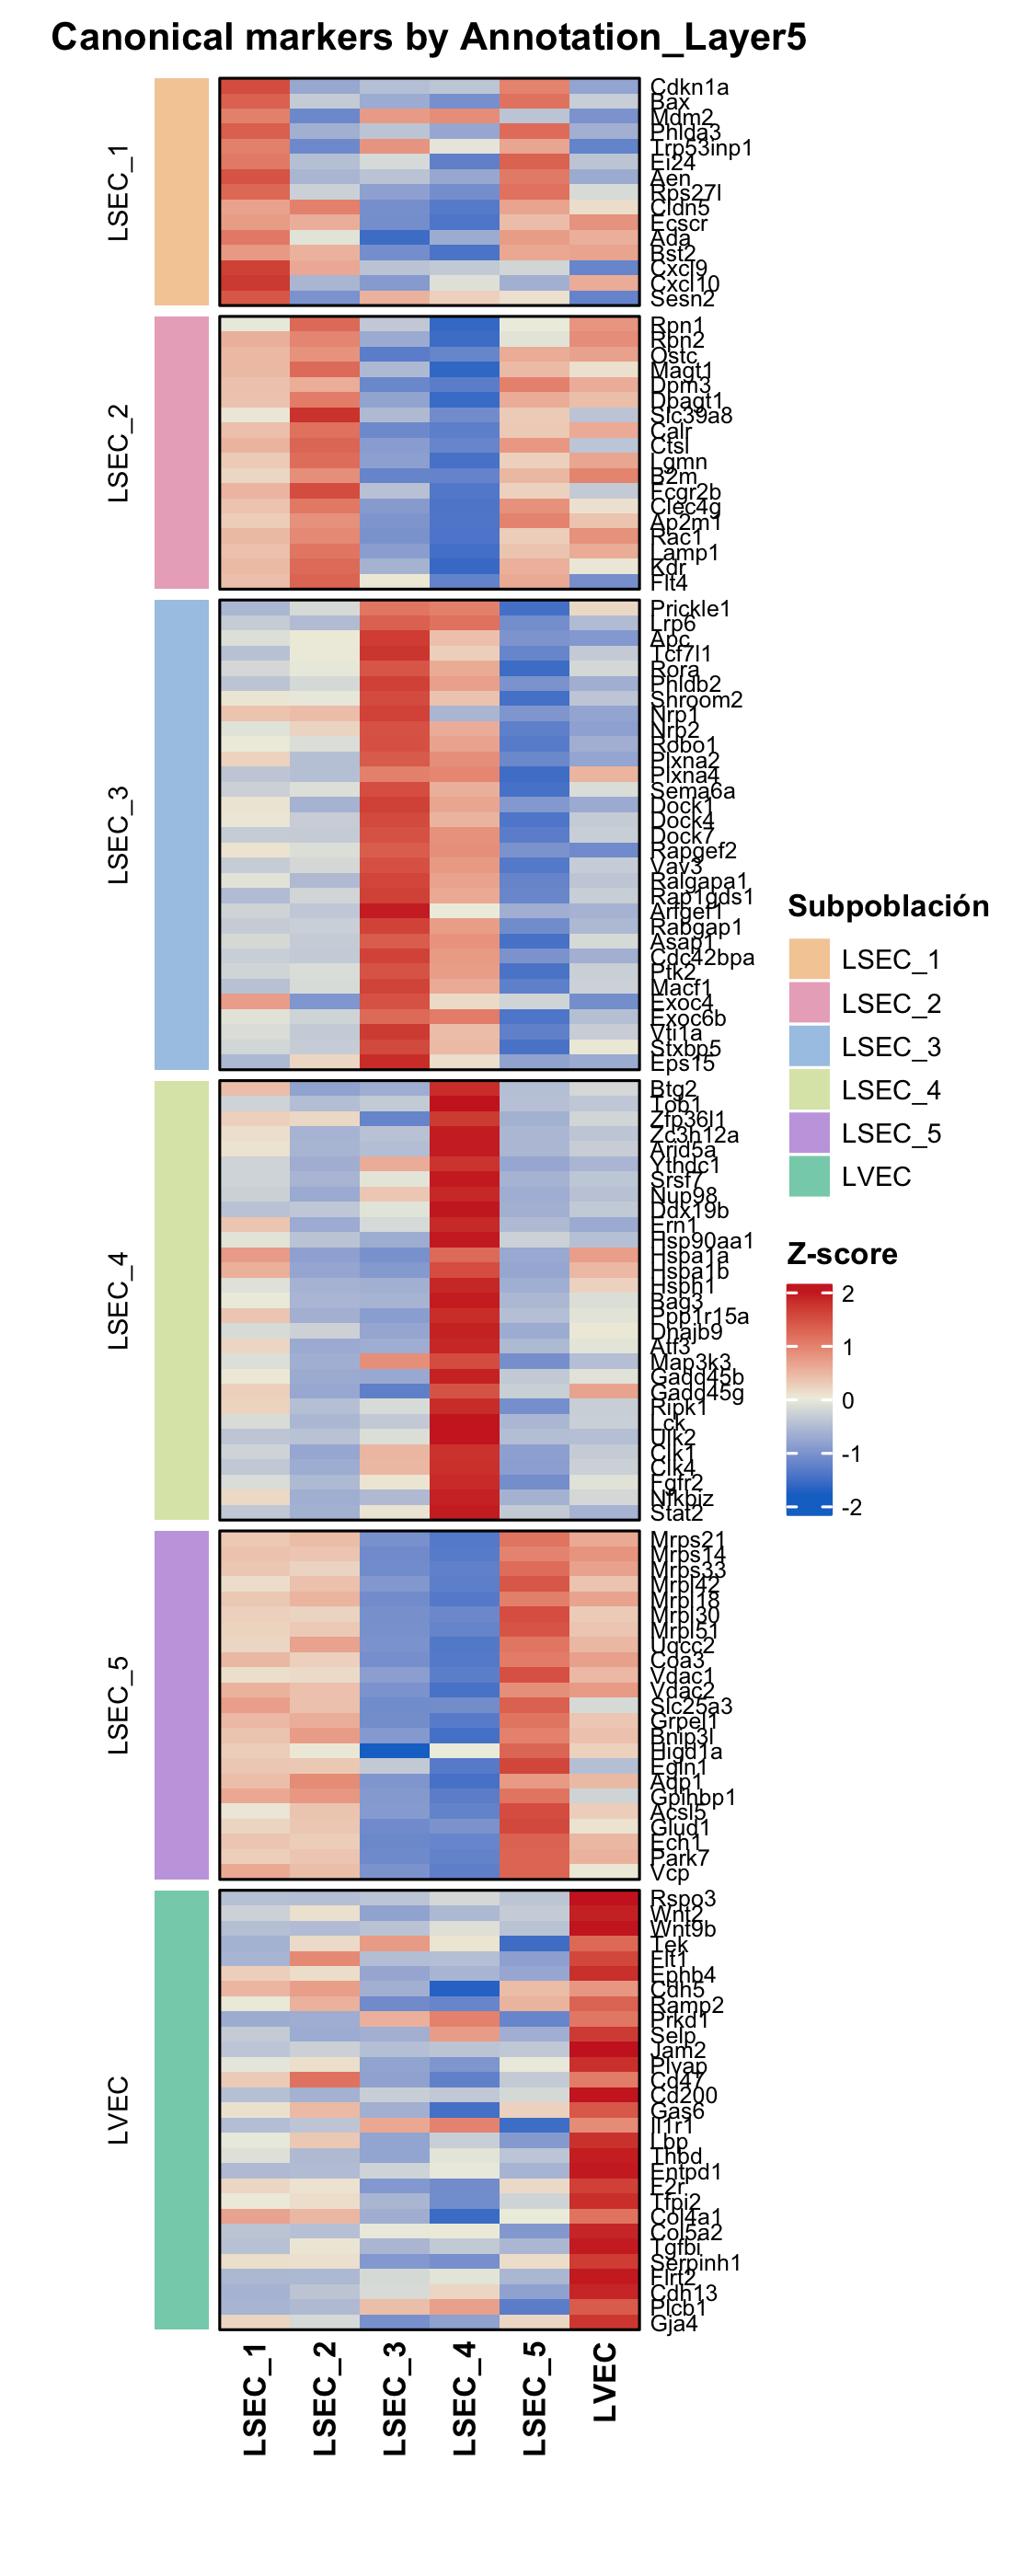 Canonical markers by Annotation_Layer5
LSEC_1
Cdkn1a
Bax
Mdm2
Phlda3
Trp53inp1
Ei24
Aen
Rps27l
Cldn5
Ecscr
Ada
Bst2
Cxcl9
Cxcl10
Sesn2
LSEC_2
Rpn1
Rpn2
Ostc
Magt1
Dpm3
Dpagt1
Slc39a8
Calr
Ctsl
Lgmn
B2m
Fcgr2b
Clec4g
Ap2m1
Rac1
Lamp1
Kdr
Flt4
LSEC_3
Prickle1
Lrp6
Apc
Tcf7l1
Rora
Phldb2
Shroom2
Nrp1
Nrp2
Robo1
Plxna2
Plxna4
Sema6a
Dock1
Dock4
Dock7
Rapgef2
Vav3
Ralgapa1
Rap1gds1
Arfgef1
Rabgap1
Asap1
Cdc42bpa
Ptk2
Macf1
Exoc4
Exoc6b
Vti1a
Stxbp5
Eps15
LSEC_4
Btg2
Tob1
Zfp36l1
Zc3h12a
Arid5a
Ythdc1
Srsf7
Nup98
Ddx19b
Ern1
Hsp90aa1
Hspa1a
Hspa1b
Hsph1
Bag3
Ppp1r15a
Dnajb9
Atf3
Map3k3
Gadd45b
Gadd45g
Ripk1
Lck
Ulk2
Clk1
Clk4
Fgfr2
Nfkbiz
Stat2
LSEC_5
Mrps21
Mrps14
Mrps33
Mrpl42
Mrpl18
Mrpl30
Mrpl51
Uqcc2
Coa3
Vdac1
Vdac2
Slc25a3
Grpel1
Bnip3l
Higd1a
Egln1
Aqp1
Gpihbp1
Acsl5
Glud1
Ech1
Park7
Vcp
LVEC
Rspo3
Wnt2
Wnt9b
Tek
Flt1
Ephb4
Cdh5
Ramp2
Prkd1
Selp
Jam2
Plvap
Cd47
Cd200
Gas6
Il1r1
Lbp
Thbd
Entpd1
F2r
Tfpi2
Col4a1
Col5a2
Tgfbi
Serpinh1
Flrt2
Cdh13
Plcb1
Gja4
LSEC_1
LSEC_2
LSEC_3
LSEC_4
LSEC_5
LVEC
Subpoblación
LSEC_1
LSEC_2
LSEC_3
LSEC_4
LSEC_5
LVEC
Z-score
2
1
0
-1
-2